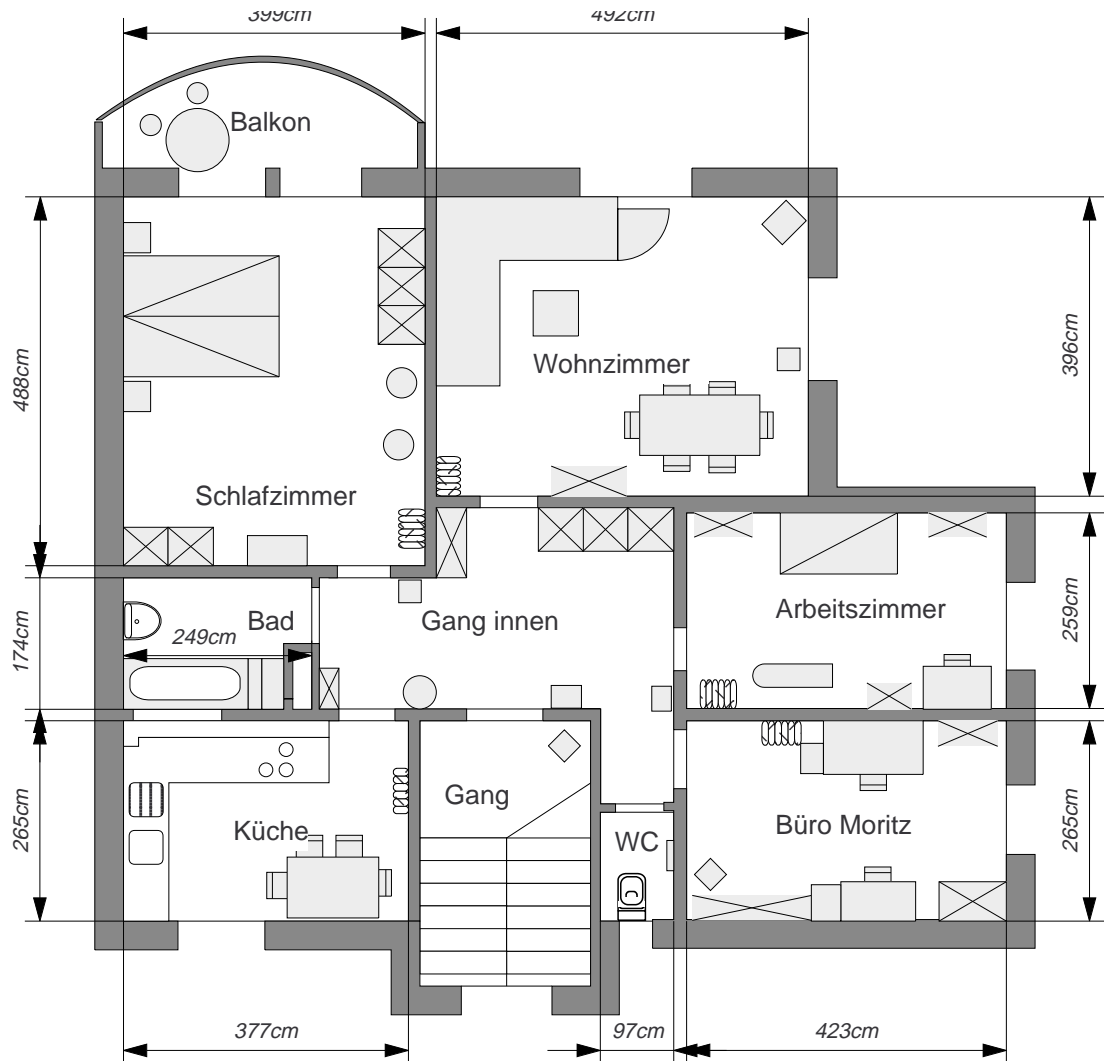 399cm
492cm
Balkon
488cm
396cm
Wohnzimmer
Schlafzimmer
174cm
Bad
249cm
Gang innen
Arbeitszimmer
259cm
265cm
Küche
Gang
WC
Büro Moritz
265cm
377cm
97cm
423cm